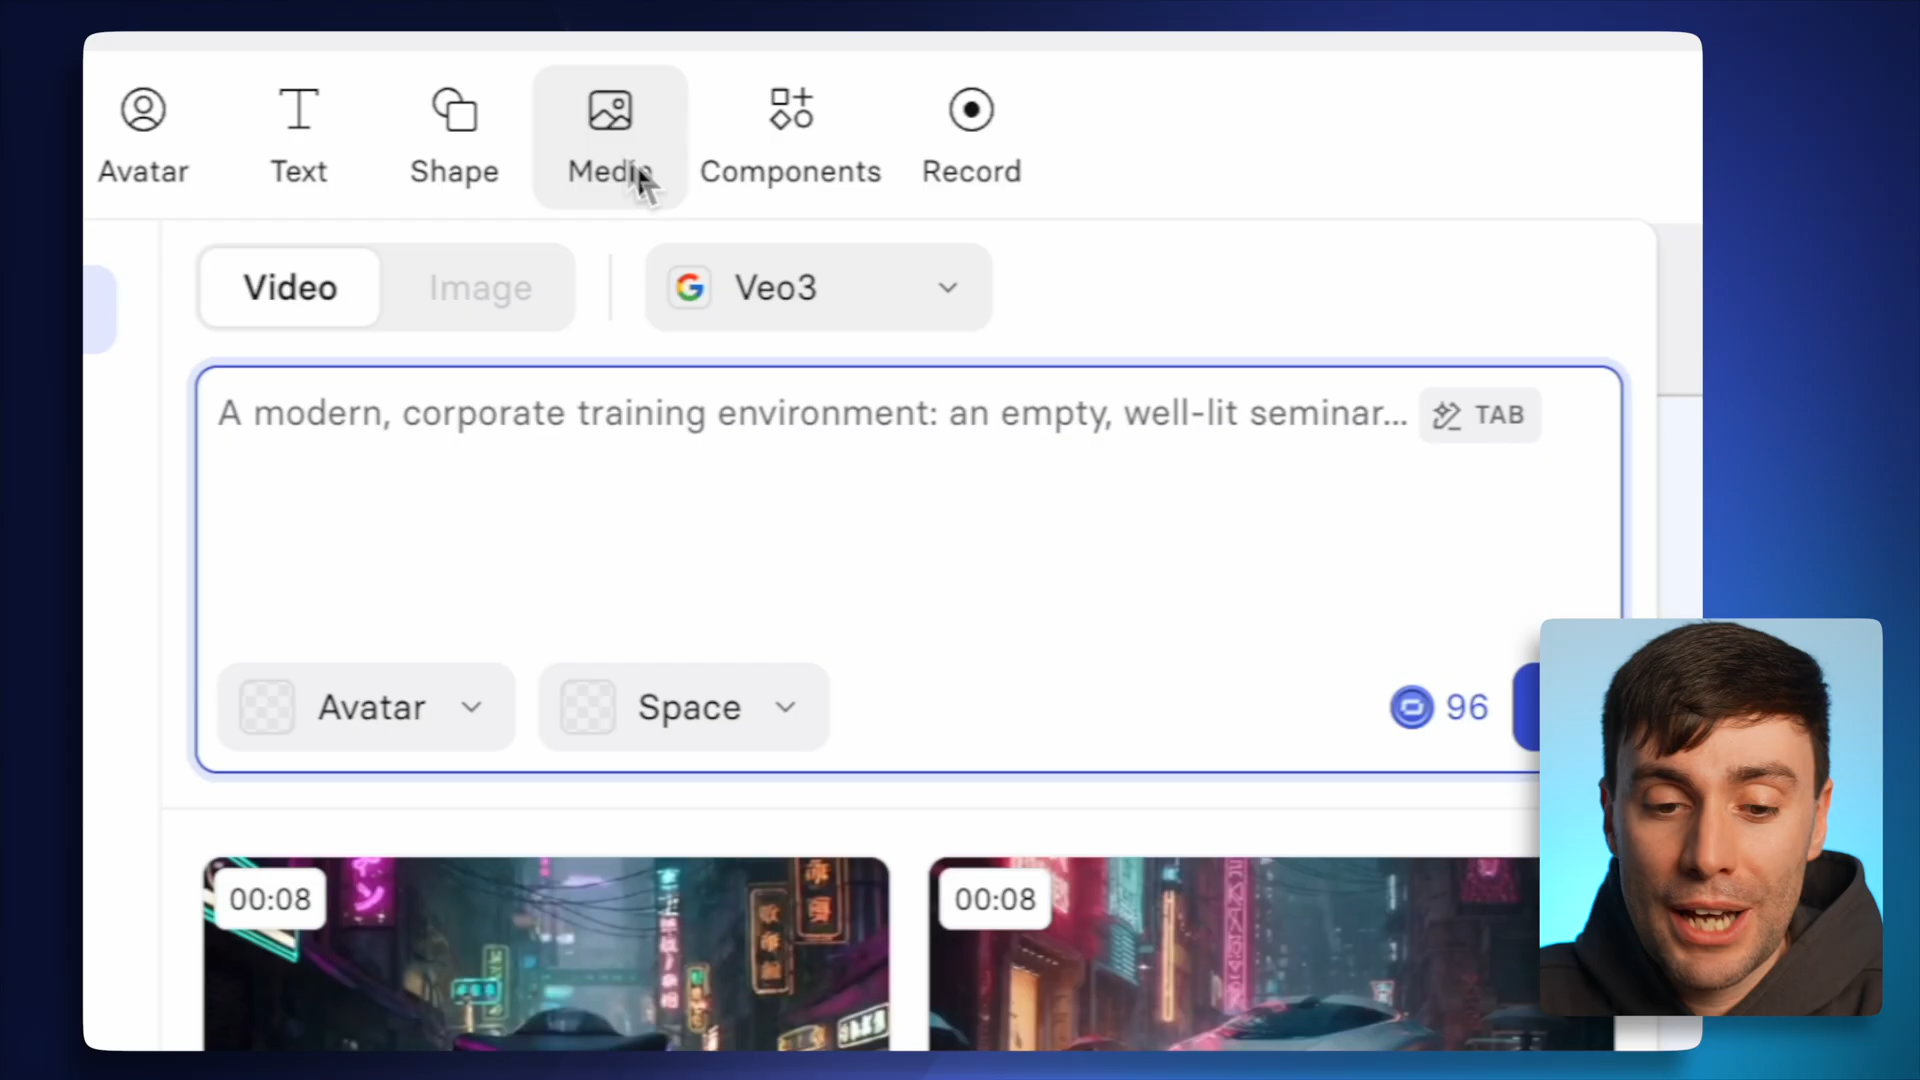 Avatar
Text
Shape
Media
Components
Record
Video
Image
Veo3
A modern, corporate training environment: an empty, well-lit seminar...
TAB
Avatar
Space
96
00:08
00:08